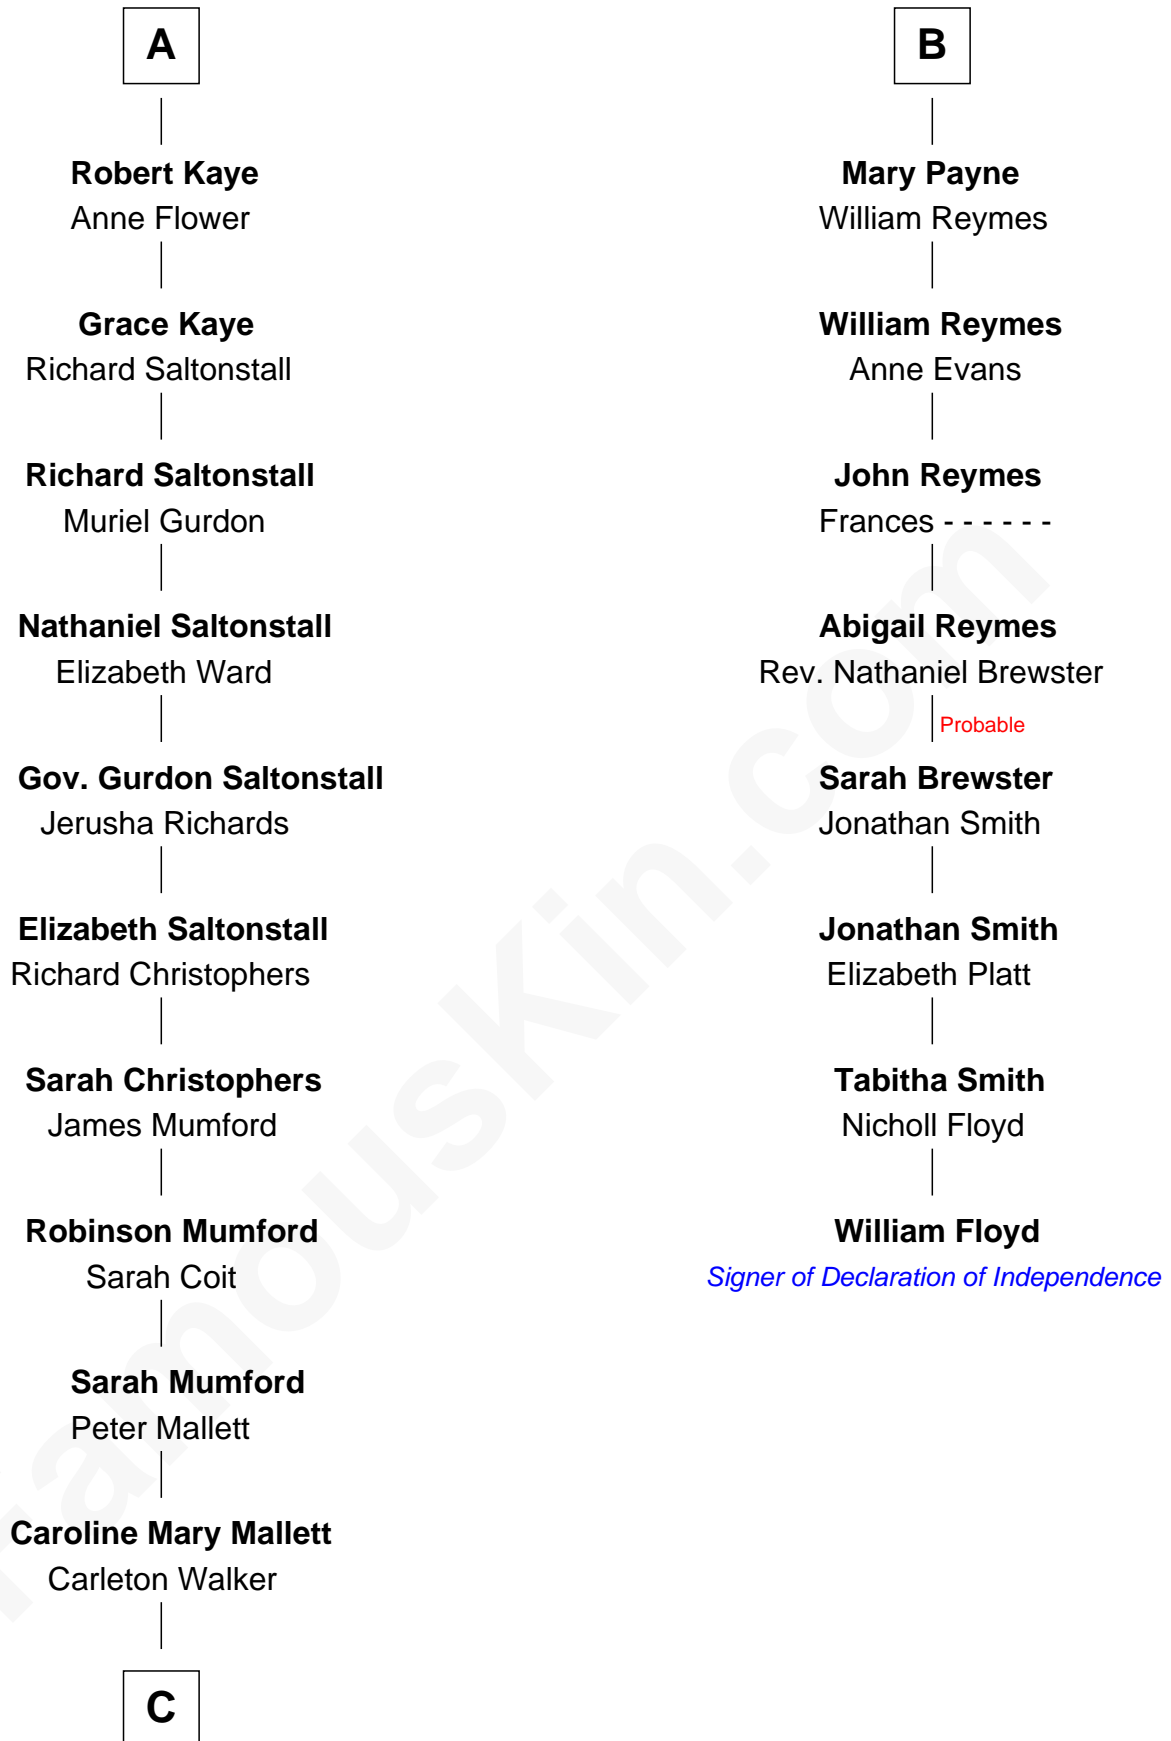 A
Robert Kaye
Anne Flower
Grace Kaye
Richard Saltonstall
Richard Saltonstall
Muriel Gurdon
Nathaniel Saltonstall
Elizabeth Ward
Gov. Gurdon Saltonstall
Jerusha Richards
Elizabeth Saltonstall
Richard Christophers
Sarah Christophers
James Mumford
Robinson Mumford
Sarah Coit
Sarah Mumford
Peter Mallett
Caroline Mary Mallett
Carleton Walker
C
B
Mary Payne
William Reymes
William Reymes
Anne Evans
John Reymes
Frances - - - - - -
Abigail Reymes
Rev. Nathaniel Brewster
Probable
Sarah Brewster
Jonathan Smith
Jonathan Smith
Elizabeth Platt
Tabitha Smith
Nicholl Floyd
William Floyd
Signer of Declaration of Independence
FamousKin.com